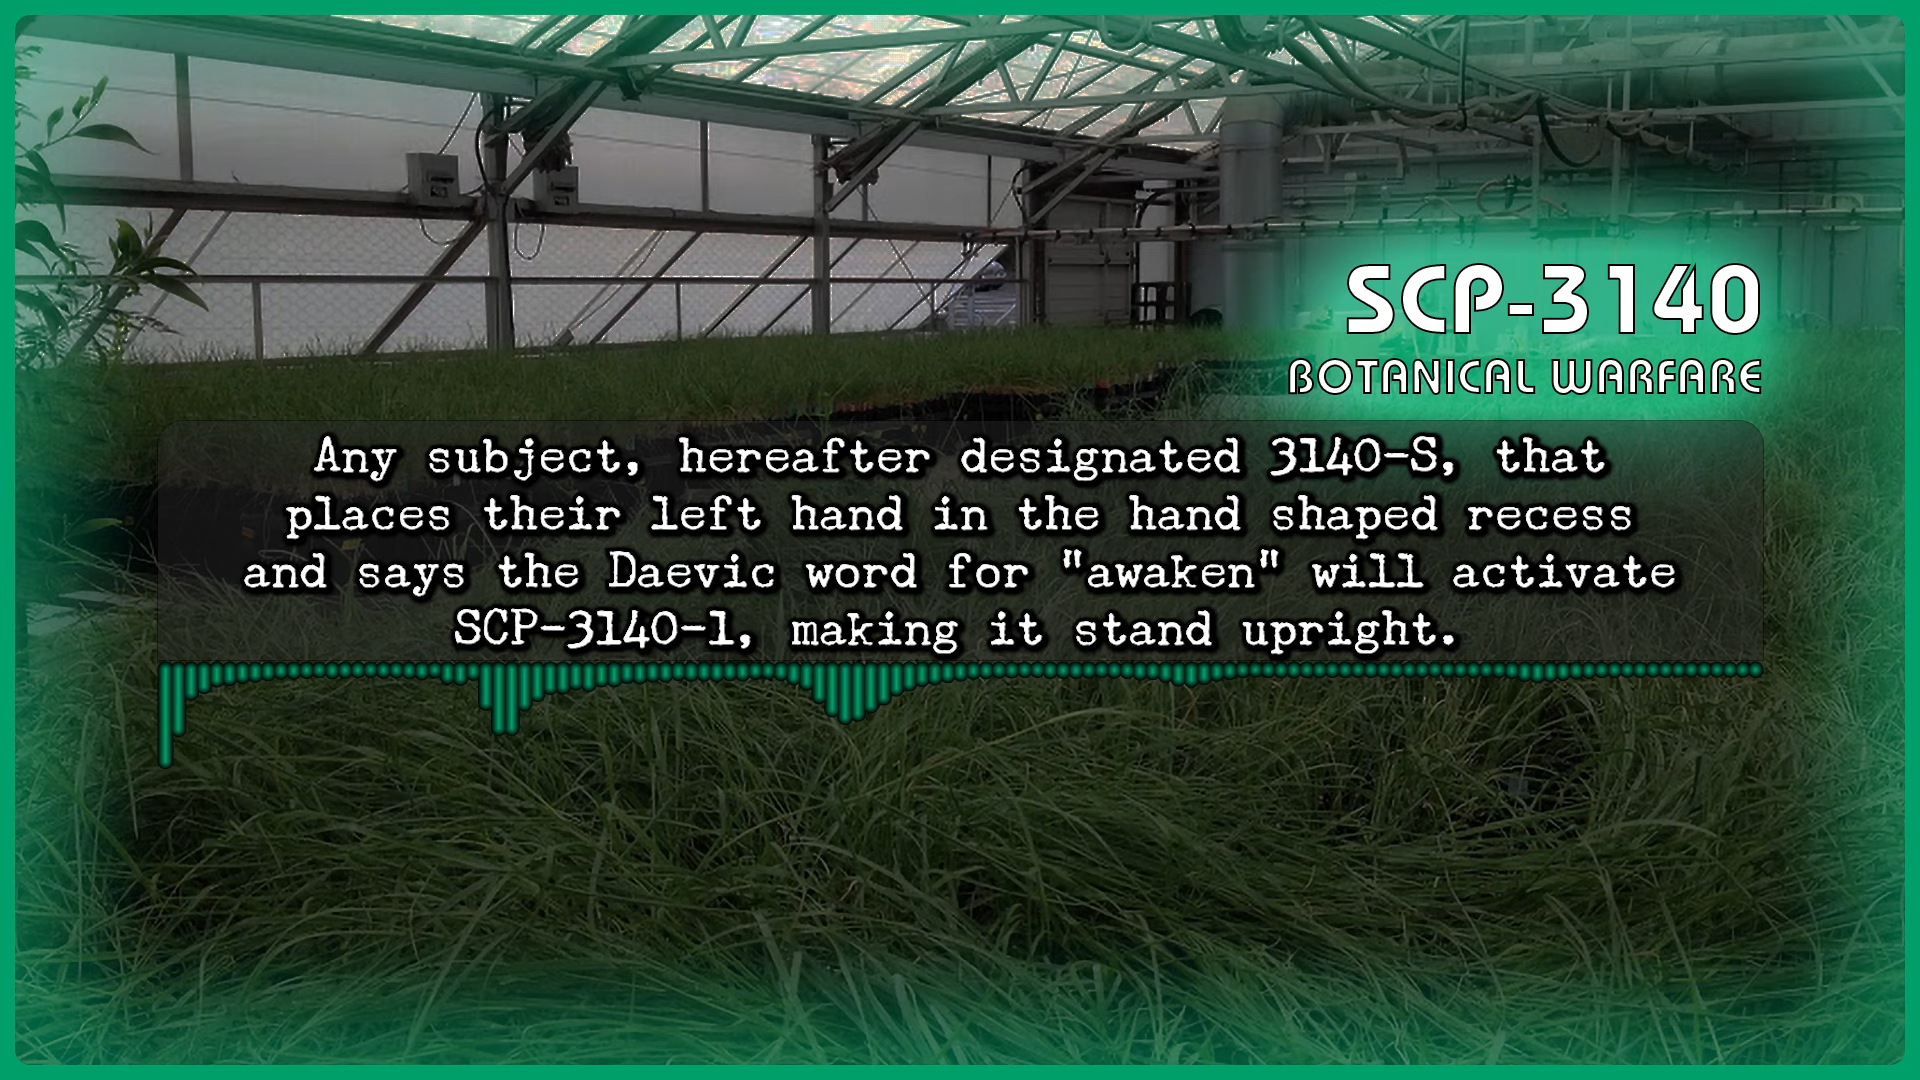 SCP-3140
BOTANICAL WARFARE
Any subject, hereafter designated 3140-S, that
places their left hand in the hand shaped recess
and says the Daevic word for "awaken" will activate
SCP-3140-1, making it stand upright.